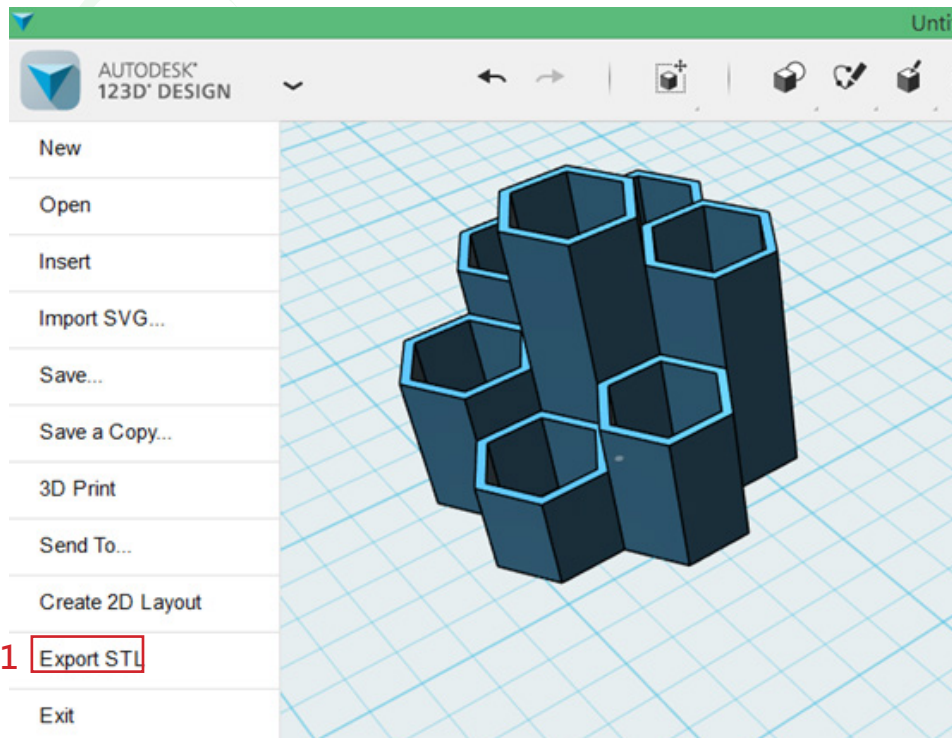 Unti
AUTODESK®
123D® DESIGN
New
Open
Insert
Import SVG...
Save...
Save a Copy...
3D Print
Send To...
Create 2D Layout
1 Export STL
Exit